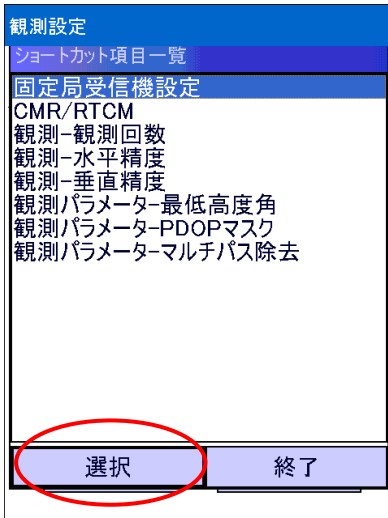 観測設定
ショートカット項目一覧
固定局受信機設定
CMR/RTCM
観測-観測回数
観測-水平精度
観測-垂直精度
観測パラメーター-最低高度角
観測パラメーター-PDOPマスク
観測パラメーター-マルチパス除去
選択
終了